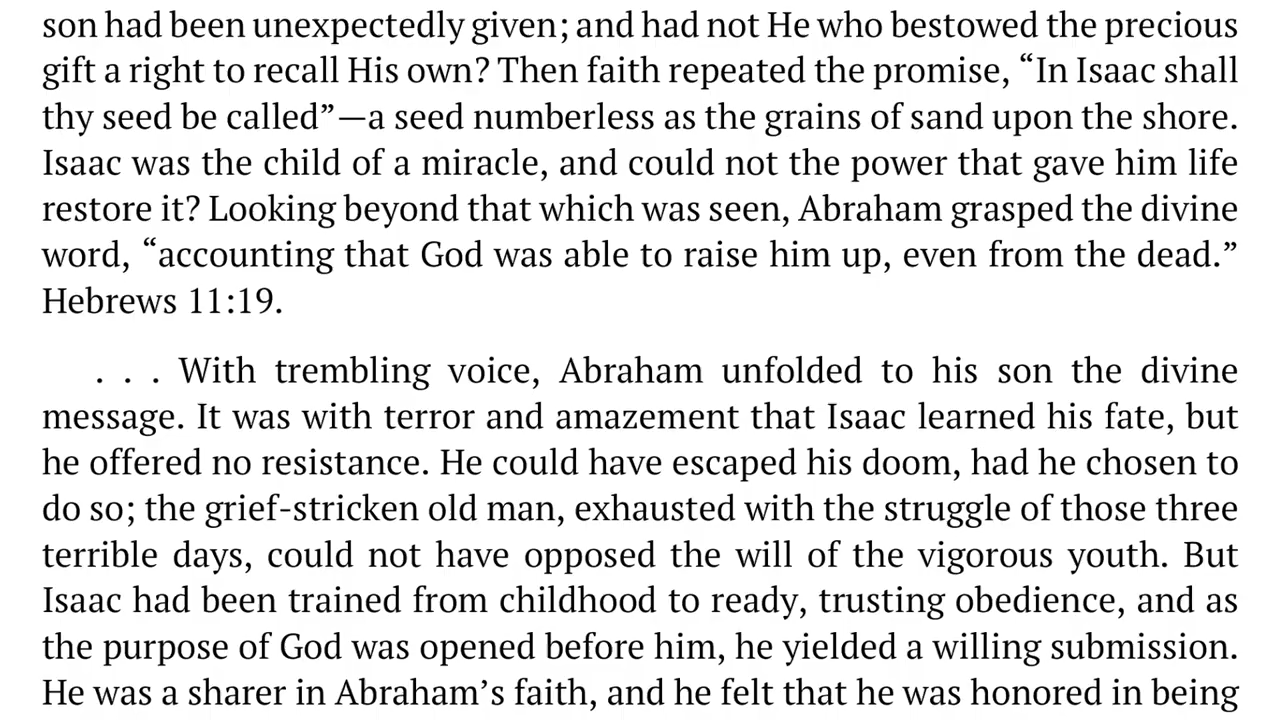 son had been unexpectedly given; and had not He who bestowed the precious
gift a right to recall His own? Then faith repeated the promise, “In Isaac shall
thy seed be called”—a seed numberless as the grains of sand upon the shore.
Isaac was the child of a miracle, and could not the power that gave him life
restore it? Looking beyond that which was seen, Abraham grasped the divine
word, “accounting that God was able to raise him up, even from the dead.”
Hebrews 11:19.
. . . With trembling voice, Abraham unfolded to his son the divine
message. It was with terror and amazement that Isaac learned his fate, but
he offered no resistance. He could have escaped his doom, had he chosen to
do so; the grief-stricken old man, exhausted with the struggle of those three
terrible days, could not have opposed the will of the vigorous youth. But
Isaac had been trained from childhood to ready, trusting obedience, and as
the purpose of God was opened before him, he yielded a willing submission.
He was a sharer in Abraham’s faith, and he felt that he was honored in being